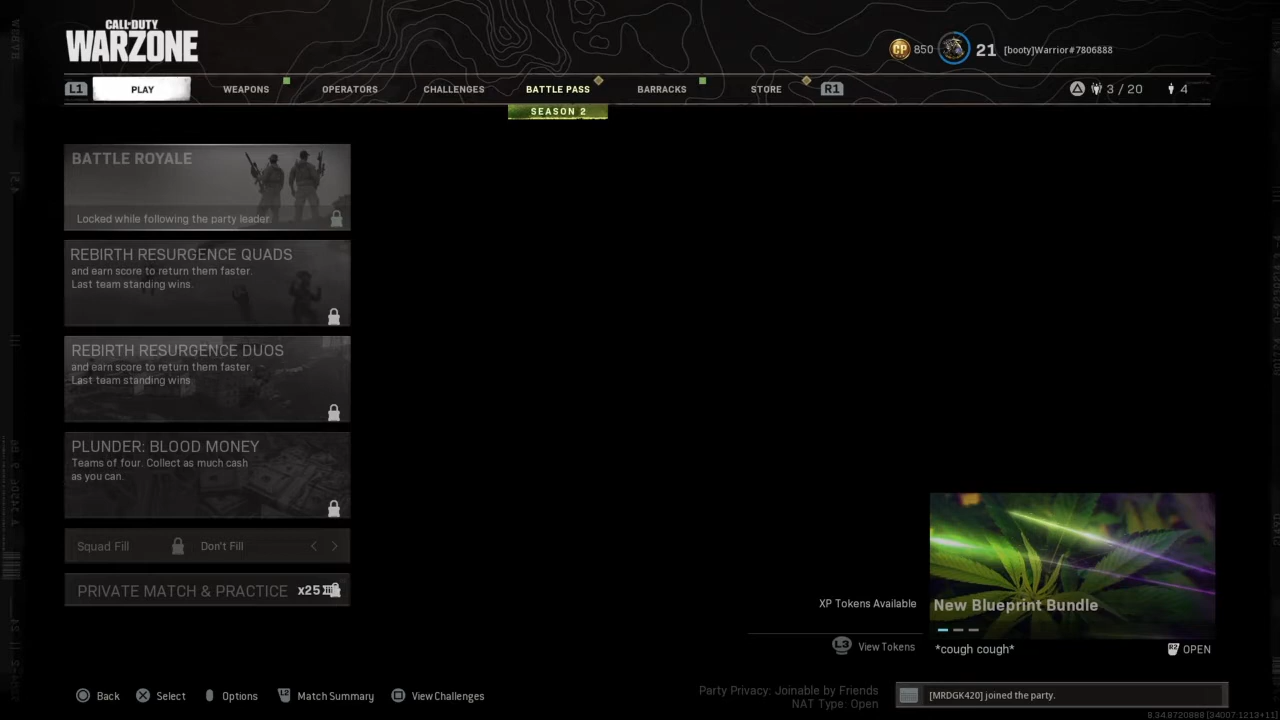 CALL OF DUTY
WARZONE
CP 850
21
[booty]Warrior#7806888
L1
PLAY
WEAPONS
OPERATORS
CHALLENGES
BATTLE PASS
BARRACKS
STORE
R1
3 / 20
4
SEASON 2
BATTLE ROYALE
Locked while following the party leader.
REBIRTH RESURGENCE QUADS
and earn score to return them faster.
Last team standing wins.
REBIRTH RESURGENCE DUOS
and earn score to return them faster.
Last team standing wins
PLUNDER: BLOOD MONEY
Teams of four. Collect as much cash
as you can.
Squad Fill
Don't Fill
PRIVATE MATCH & PRACTICE
x25
XP Tokens Available
L3 View Tokens
New Blueprint Bundle
*cough cough*
R2 OPEN
Back
Select
Options
L2 Match Summary
View Challenges
Party Privacy: Joinable by Friends
NAT Type: Open
[MRDGK420] joined the party.